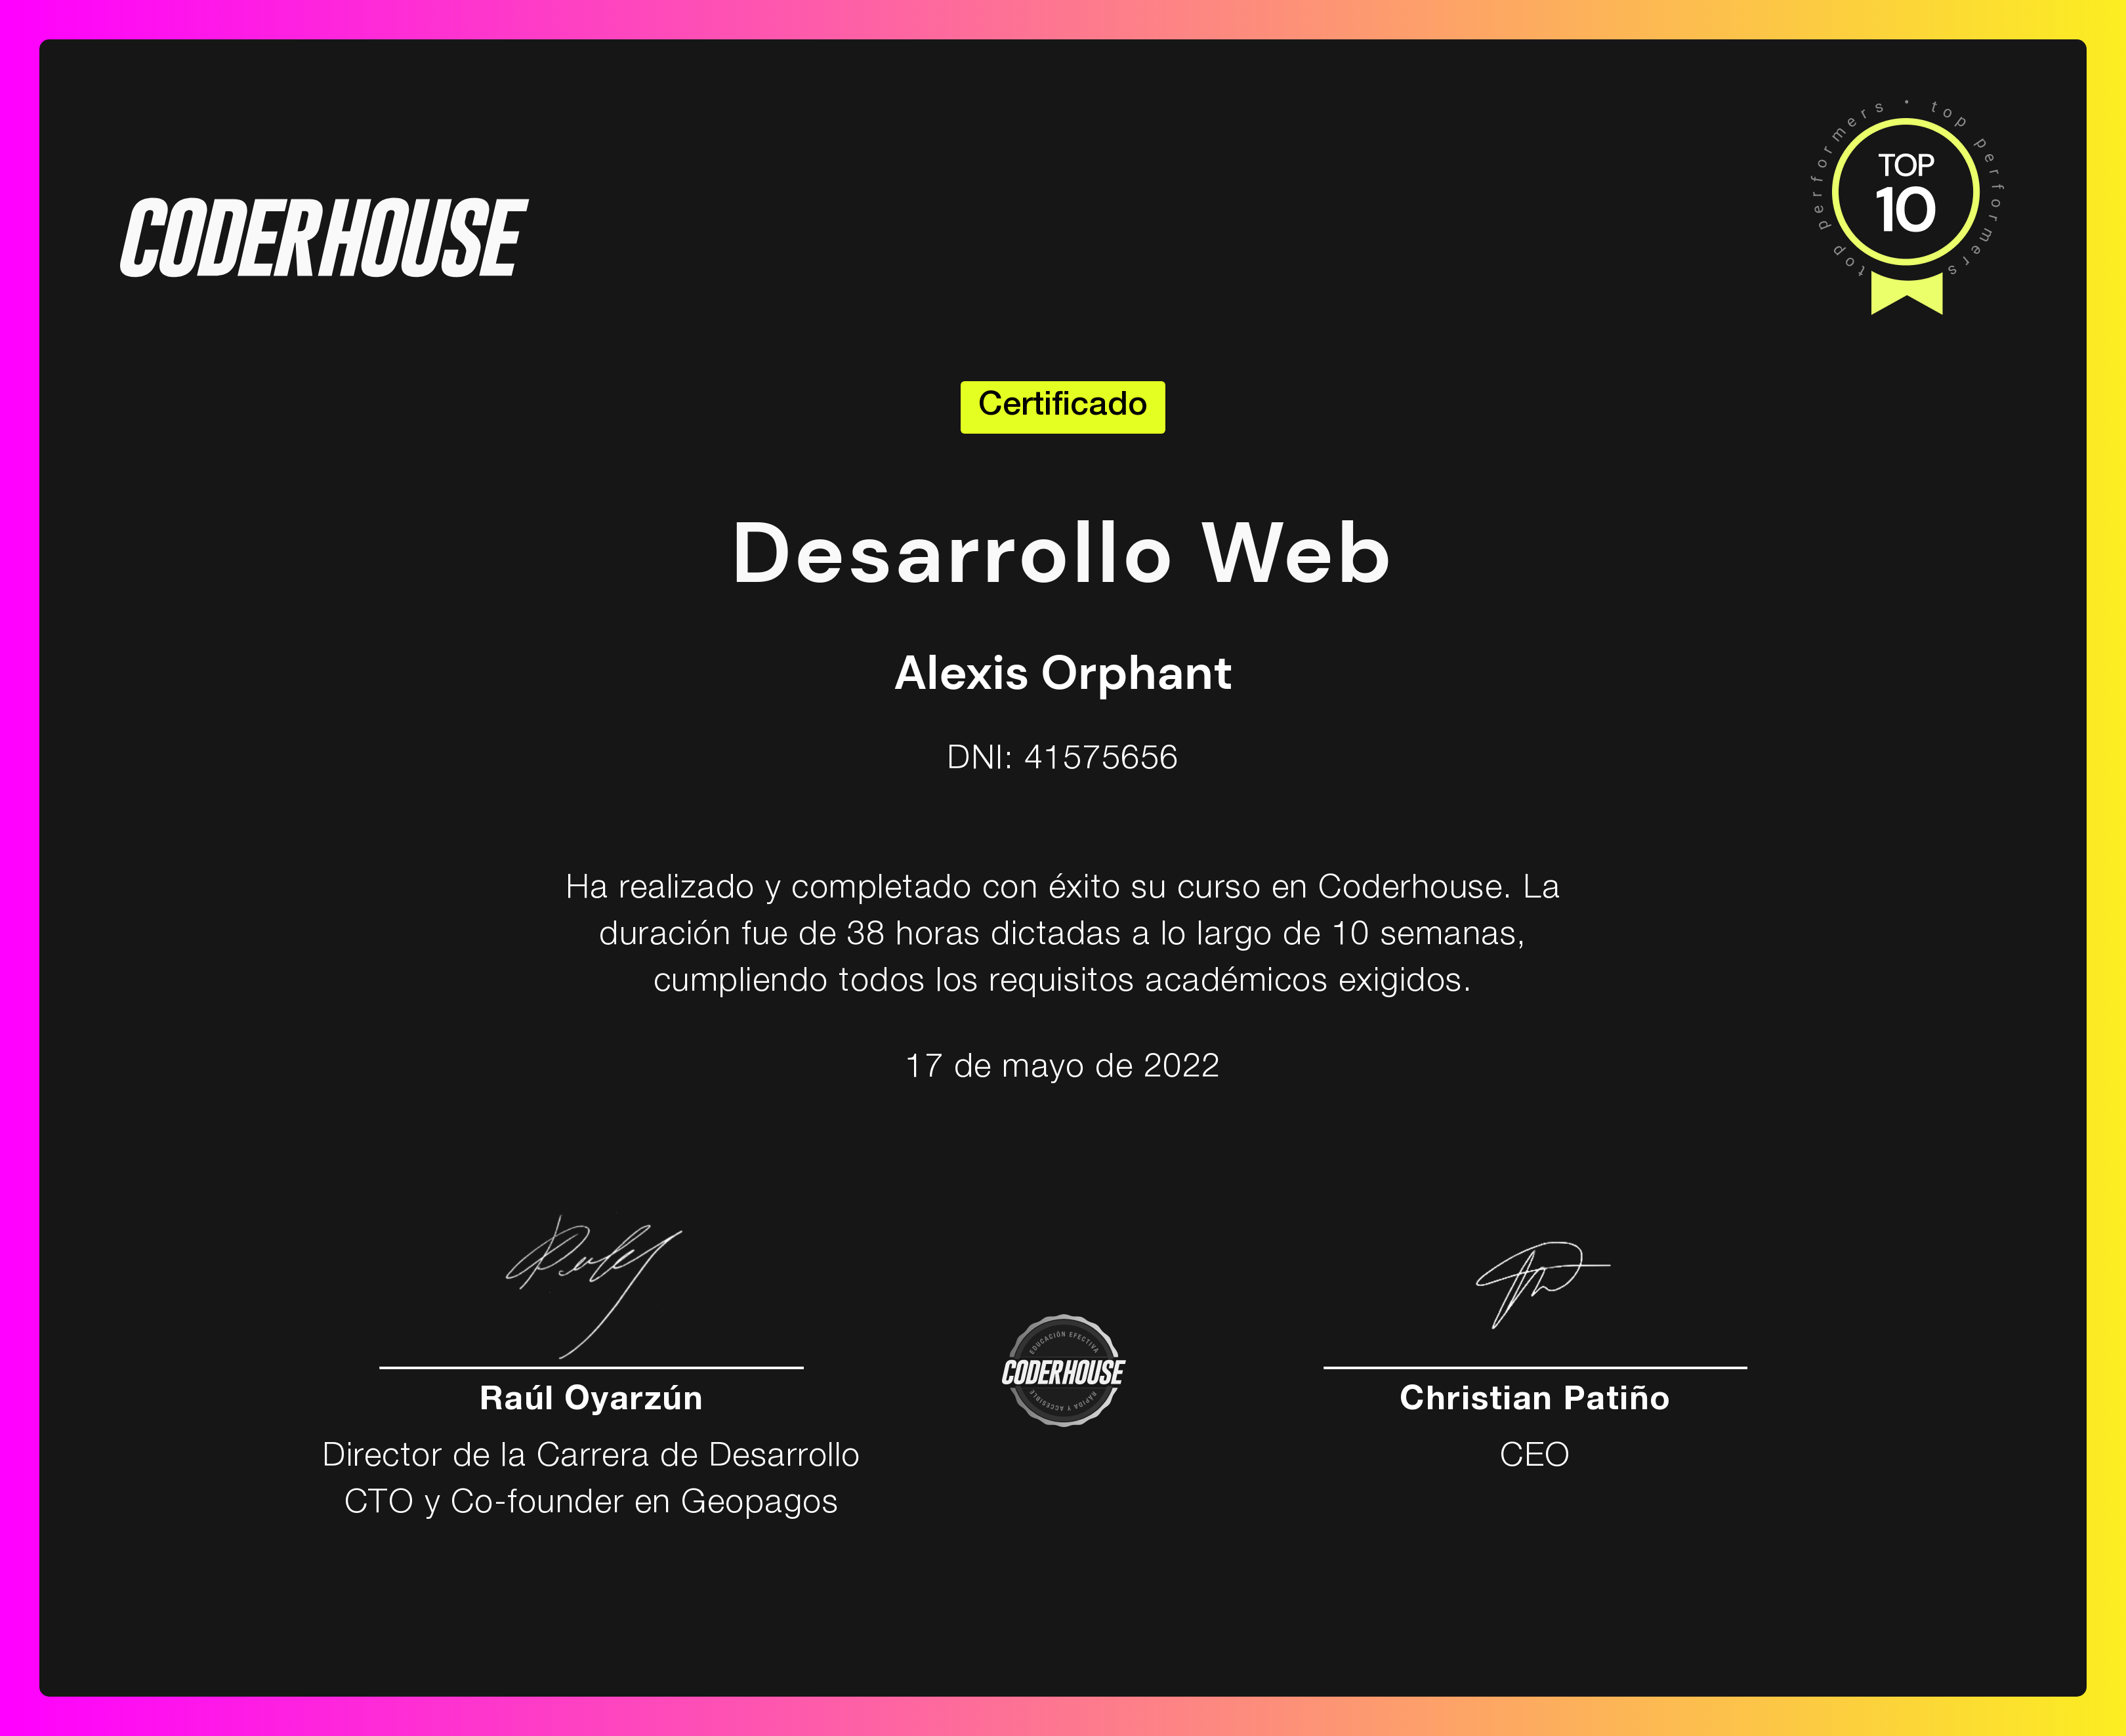 CODERHOUSE
top performers • top performers
TOP
10
Certificado
Desarrollo Web
Alexis Orphant
DNI: 41575656
Ha realizado y completado con éxito su curso en Coderhouse. La
duración fue de 38 horas dictadas a lo largo de 10 semanas,
cumpliendo todos los requisitos académicos exigidos.
17 de mayo de 2022
EDUCACIÓN EFECTIVA
CODERHOUSE
RÁPIDA Y ACCESIBLE
Raúl Oyarzún
Director de la Carrera de Desarrollo
CTO y Co-founder en Geopagos
Christian Patiño
CEO